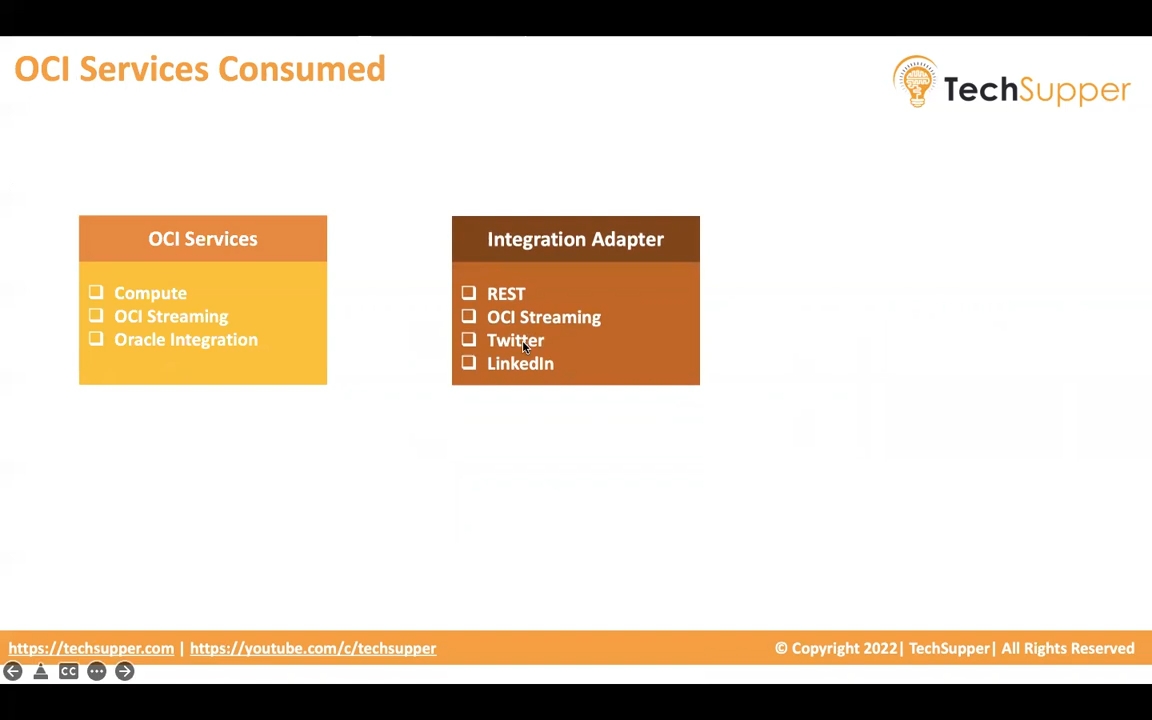 OCI Services Consumed
TechSupper
OCI Services
Compute
OCI Streaming
Oracle Integration
Integration Adapter
REST
OCI Streaming
Twitter
LinkedIn
https://techsupper.com | https://youtube.com/c/techsupper
© Copyright 2022| TechSupper| All Rights Reserved
CC